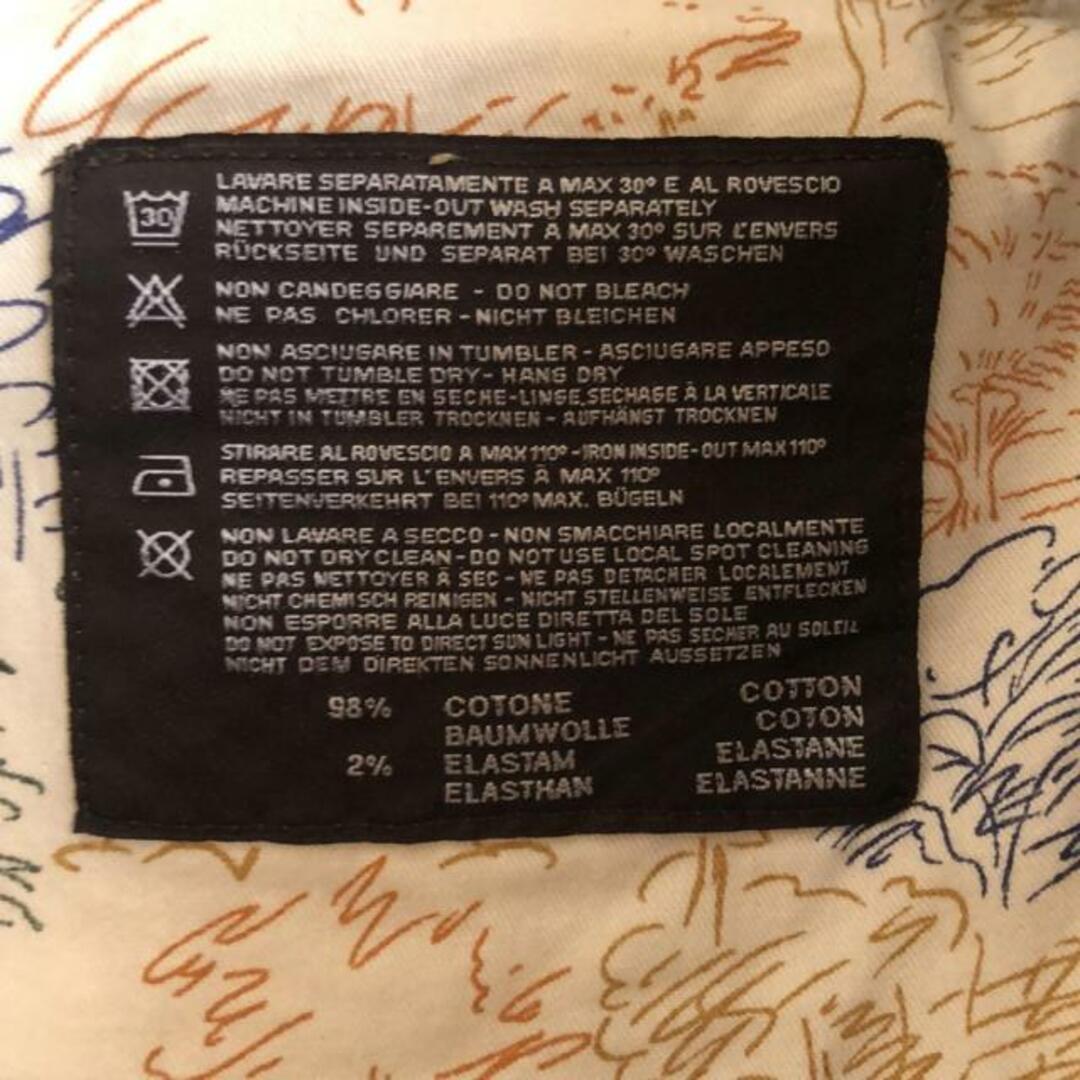 30
LAVARE SEPARATAMENTE A MAX 30° E AL ROVESCIO
MACHINE INSIDE-OUT WASH SEPARATELY
NETTOYER SEPAREMENT A MAX 30° SUR L'ENVERS
RÜCKSEITE UND SEPARAT BEI 30° WASCHEN
NON CANDEGGIARE - DO NOT BLEACH
NE PAS CHLORER - NICHT BLEICHEN
NON ASCIUGARE IN TUMBLER - ASCIUGARE APPESO
DO NOT TUMBLE DRY - HANG DRY
NE PAS METTRE EN SECHE-LINGE,SECHAGE À LA VERTICALE
NICHT IN TUMBLER TROCKNEN - AUFHÄNGT TROCKNEN
STIRARE AL ROVESCIO A MAX 110° - IRON INSIDE-OUT MAX 110°
REPASSER SUR L'ENVERS À MAX 110°
SEITENVERKEHRT BEI 110° MAX. BÜGELN
NON LAVARE A SECCO - NON SMACCHIARE LOCALMENTE
DO NOT DRY CLEAN - DO NOT USE LOCAL SPOT CLEANING
NE PAS NETTOYER À SEC - NE PAS DETACHER LOCALEMENT
NICHT CHEMISCH REINIGEN - NICHT STELLENWEISE ENTFLECKEN
NON ESPORRE ALLA LUCE DIRETTA DEL SOLE
DO NOT EXPOSE TO DIRECT SUN LIGHT - NE PAS SECHER AU SOLEIL
NICHT DEM DIREKTEN SONNENLICHT AUSSETZEN
98% COTONE COTTON
BAUMWOLLE COTON
2% ELASTAM ELASTANE
ELASTHAN ELASTANNE